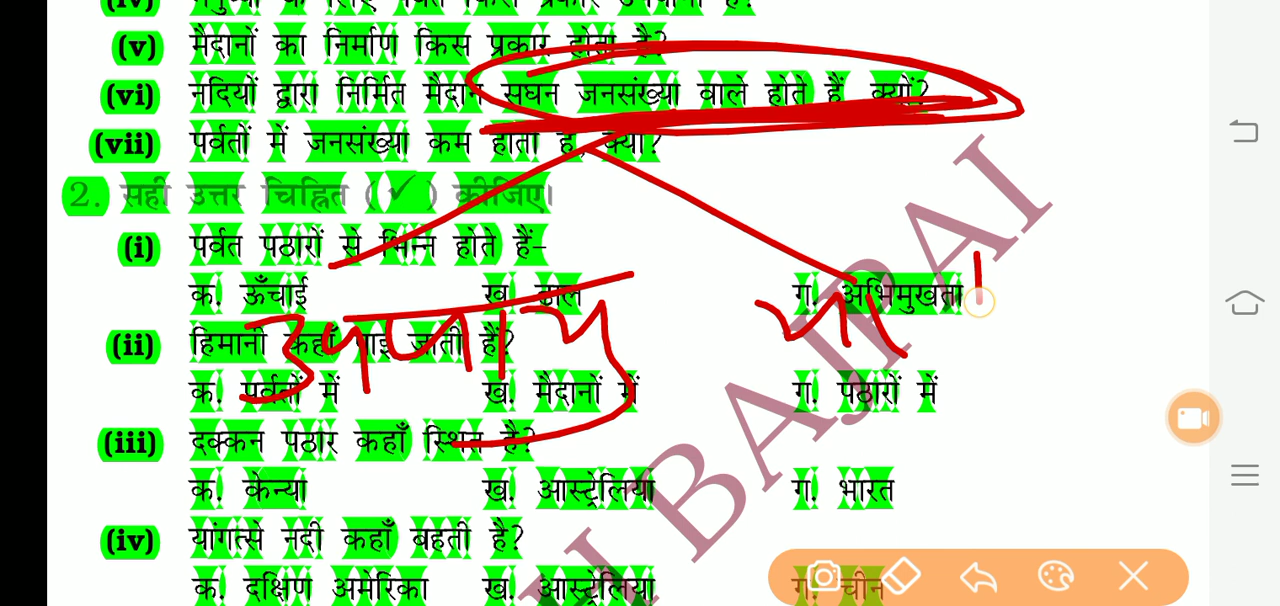 (v) मैदानों का निर्माण किस प्रकार होता है?
(vi) नदियों द्वारा निर्मित मैदान सघन जनसंख्या वाले होते हैं, क्यों?
(vii) पर्वतों में जनसंख्या कम होती है, क्यों?
2. सही उत्तर चिह्नित (✓) कीजिए।
(i) पर्वत पठारों से भिन्न होते हैं-
क. ऊँचाई ख. ढाल ग. अभिमुखता
(ii) हिमानी कहाँ पाई जाती हैं?
क. पर्वतों में ख. मैदानों में ग. पठारों में
(iii) दक्कन पठार कहाँ स्थित है?
क. केन्या ख. आस्ट्रेलिया ग. भारत
(iv) यांगत्से नदी कहाँ बहती है?
क. दक्षिण अमेरिका ख. आस्ट्रेलिया ग. चीन
उपजाऊ
H BAJPAI